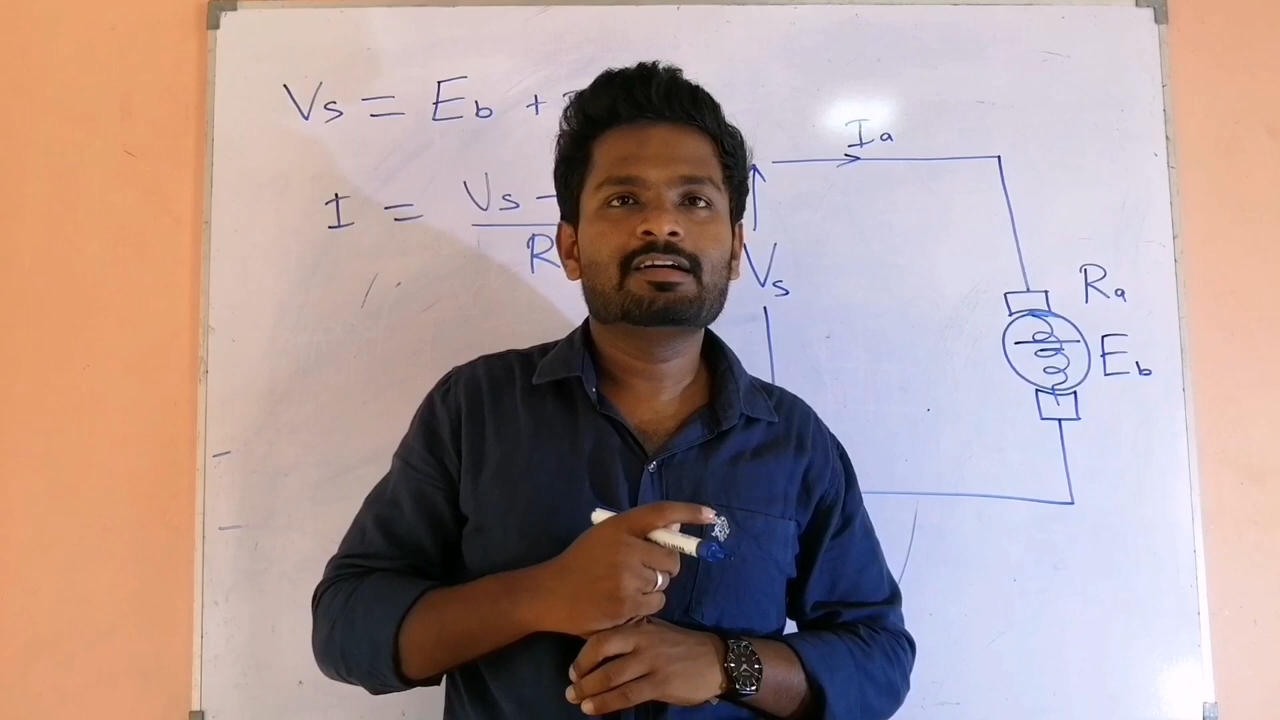 Vs = Eb +
I = Vs -
R
Ia
Vs
Ra
Eb